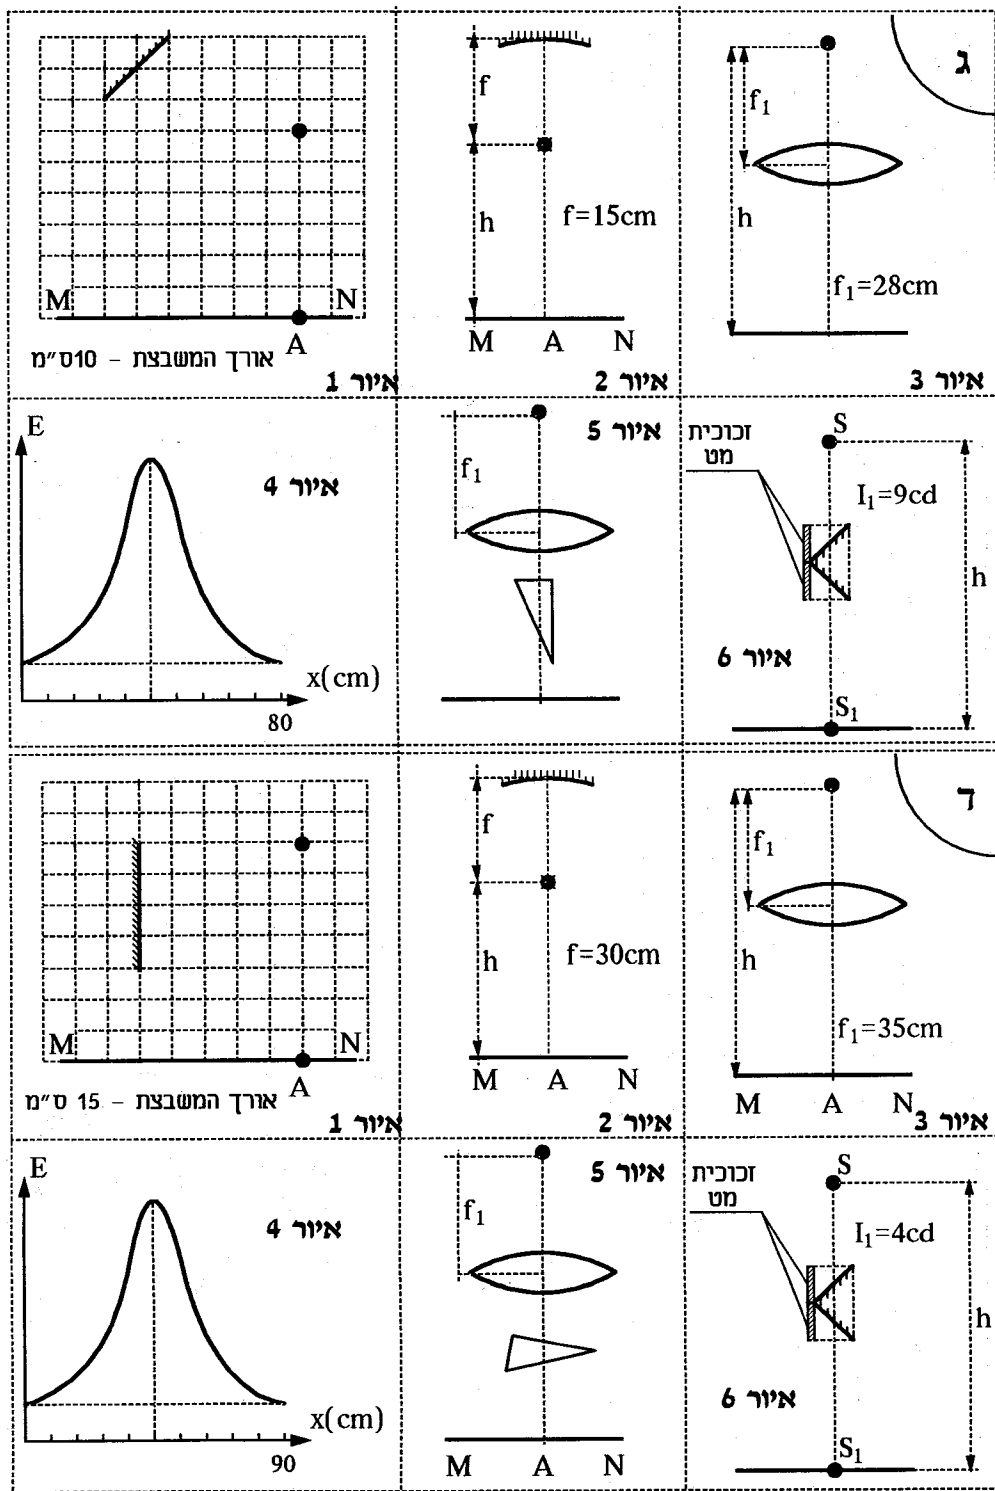 ג
M N
A
אורך המשבצת – 10 ס"מ
איור 1
f
h
f=15cm
M A N
איור 2
f₁
h
f₁=28cm
איור 3
E
איור 4
x(cm)
80
איור 5
f₁
זכוכית
מט
S
I₁=9cd
h
איור 6
S₁
ד
M N
A
אורך המשבצת – 15 ס"מ
איור 1
f
h
f=30cm
M A N
איור 2
f₁
h
f₁=35cm
M A N
איור 3
E
איור 4
x(cm)
90
איור 5
f₁
M A N
זכוכית
מט
S
I₁=4cd
h
איור 6
S₁